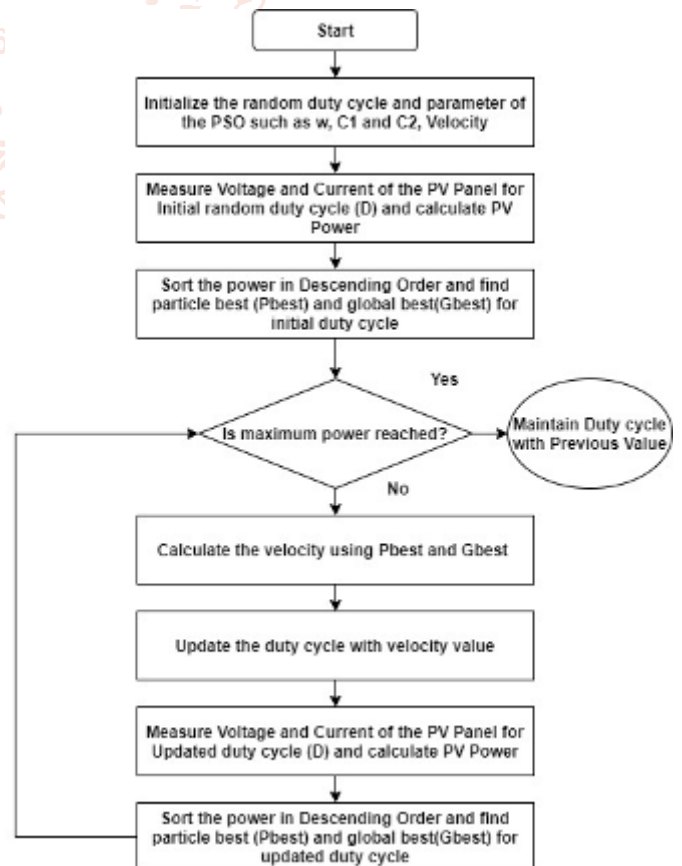 Start
Initialize the random duty cycle and parameter of
the PSO such as w, C1 and C2, Velocity
Measure Voltage and Current of the PV Panel for
Initial random duty cycle (D) and calculate PV
Power
Sort the power in Descending Order and find
particle best (Pbest) and global best(Gbest) for
initial duty cycle
Yes
Is maximum power reached?
Maintain Duty cycle
with Previous Value
No
Calculate the velocity using Pbest and Gbest
Update the duty cycle with velocity value
Measure Voltage and Current of the PV Panel for
Updated duty cycle (D) and calculate PV Power
Sort the power in Descending Order and find
particle best (Pbest) and global best(Gbest) for
updated duty cycle